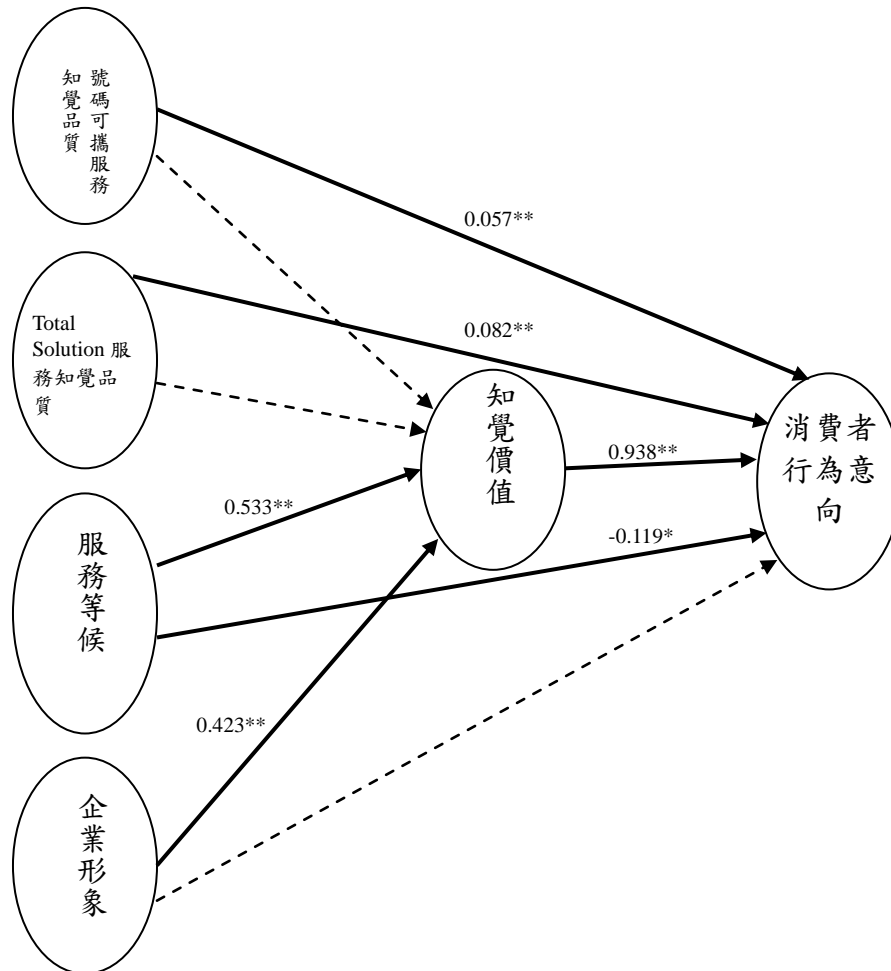 號碼可攜服務
知覺品質
0.057**
Total
Solution 服
務知覺品
質
0.082**
知覺價值
消費者
行為意
向
0.938**
0.533**
服務等候
-0.119*
0.423**
企業形象